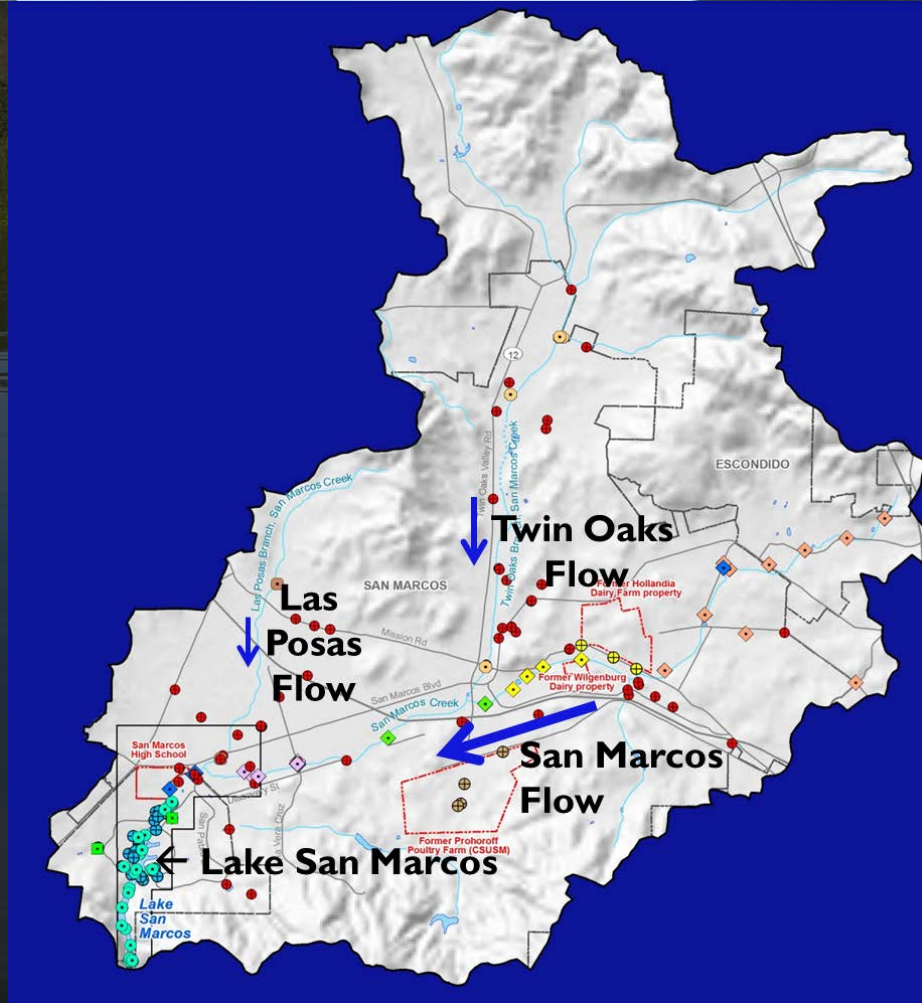 12
Twin Oaks Valley Rd
Twin Oaks Branch, San Marcos Creek
ESCONDIDO
Las Posas Branch, San Marcos Creek
Twin Oaks
Flow
SAN MARCOS
Former Hollandia
Dairy Farm property
Las
Posas
Flow
Mission Rd
Former Wilgenburg
Dairy property
San Marcos Blvd
San Marcos Creek
San Marcos
High School
San Marcos
Flow
Former Prohoroff
Poultry Farm (CSUSM)
← Lake San Marcos
Lake
San
Marcos